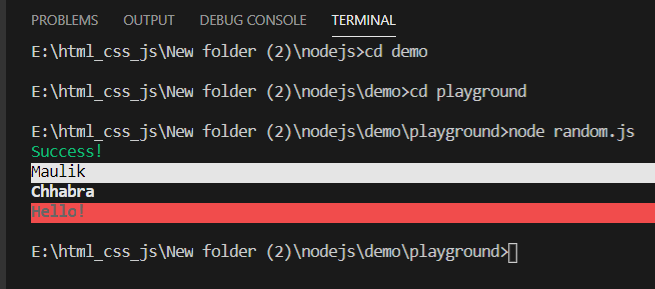 PROBLEMS OUTPUT DEBUG CONSOLE TERMINAL
E:\html_css_js\New folder (2)\nodejs>cd demo
E:\html_css_js\New folder (2)\nodejs\demo>cd playground
E:\html_css_js\New folder (2)\nodejs\demo\playground>node random.js
Success!
Maulik
Chhabra
Hello!
E:\html_css_js\New folder (2)\nodejs\demo\playground>